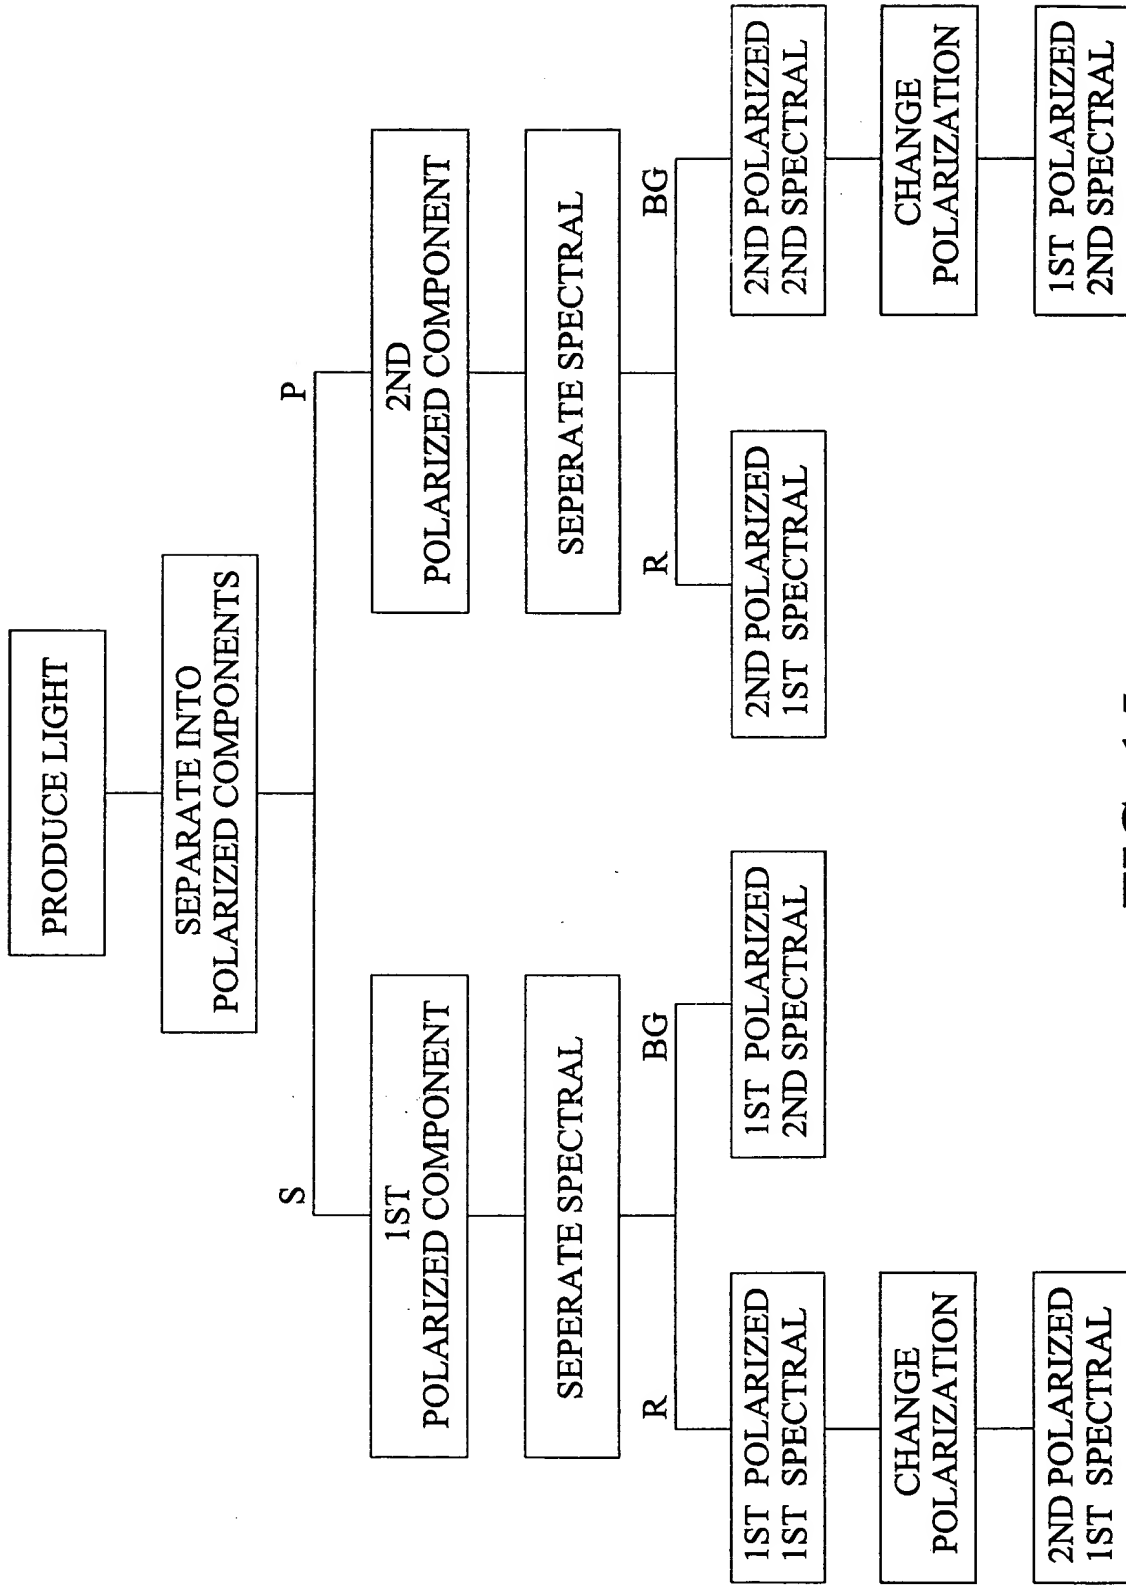 PRODUCE LIGHT
SEPARATE INTO
POLARIZED COMPONENTS
S
P
1ST
POLARIZED COMPONENT
2ND
POLARIZED COMPONENT
SEPERATE SPECTRAL
SEPERATE SPECTRAL
R
BG
R
BG
1ST POLARIZED
1ST SPECTRAL
1ST POLARIZED
2ND SPECTRAL
2ND POLARIZED
1ST SPECTRAL
2ND POLARIZED
2ND SPECTRAL
CHANGE
POLARIZATION
CHANGE
POLARIZATION
2ND POLARIZED
1ST SPECTRAL
1ST POLARIZED
2ND SPECTRAL